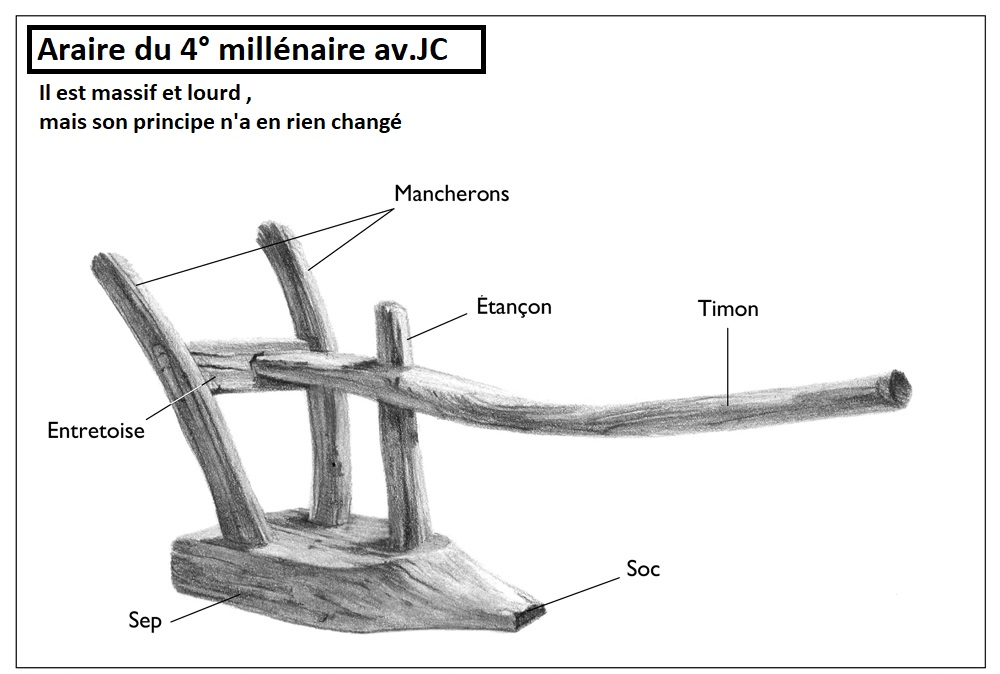 Araire du 4° millénaire av.JC
Il est massif et lourd ,
mais son principe n'a en rien changé
Mancherons
Étançon
Timon
Entretoise
Soc
Sep